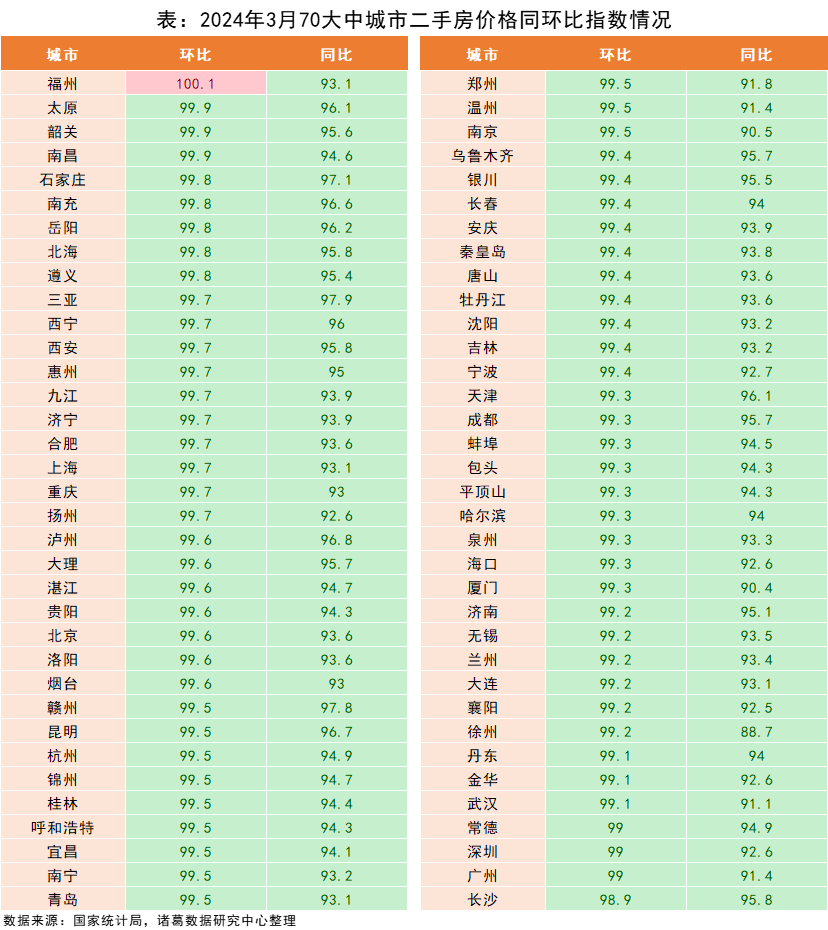 表：2024年3月70大中城市二手房价格同环比指数情况
城市 环比 同比
福州 100.1 93.1
太原 99.9 96.1
韶关 99.9 95.6
南昌 99.9 94.6
石家庄 99.8 97.1
南充 99.8 96.6
岳阳 99.8 96.2
北海 99.8 95.8
遵义 99.8 95.4
三亚 99.7 97.9
西宁 99.7 96
西安 99.7 95.8
惠州 99.7 95
九江 99.7 93.9
济宁 99.7 93.9
合肥 99.7 93.6
上海 99.7 93.1
重庆 99.7 93
扬州 99.7 92.6
泸州 99.6 96.8
大理 99.6 95.7
湛江 99.6 94.7
贵阳 99.6 94.3
北京 99.6 93.6
洛阳 99.6 93.6
烟台 99.6 93
赣州 99.5 97.8
昆明 99.5 96.7
杭州 99.5 94.9
锦州 99.5 94.7
桂林 99.5 94.4
呼和浩特 99.5 94.3
宜昌 99.5 94.1
南宁 99.5 93.2
青岛 99.5 93.1
城市 环比 同比
郑州 99.5 91.8
温州 99.5 91.4
南京 99.5 90.5
乌鲁木齐 99.4 95.7
银川 99.4 95.5
长春 99.4 94
安庆 99.4 93.9
秦皇岛 99.4 93.8
唐山 99.4 93.6
牡丹江 99.4 93.6
沈阳 99.4 93.2
吉林 99.4 93.2
宁波 99.4 92.7
天津 99.3 96.1
成都 99.3 95.7
蚌埠 99.3 94.5
包头 99.3 94.3
平顶山 99.3 94.3
哈尔滨 99.3 94
泉州 99.3 93.3
海口 99.3 92.6
厦门 99.3 90.4
济南 99.2 95.1
无锡 99.2 93.5
兰州 99.2 93.4
大连 99.2 93.1
襄阳 99.2 92.5
徐州 99.2 88.7
丹东 99.1 94
金华 99.1 92.6
武汉 99.1 91.1
常德 99 94.9
深圳 99 92.6
广州 99 91.4
长沙 98.9 95.8
数据来源：国家统计局，诸葛数据研究中心整理